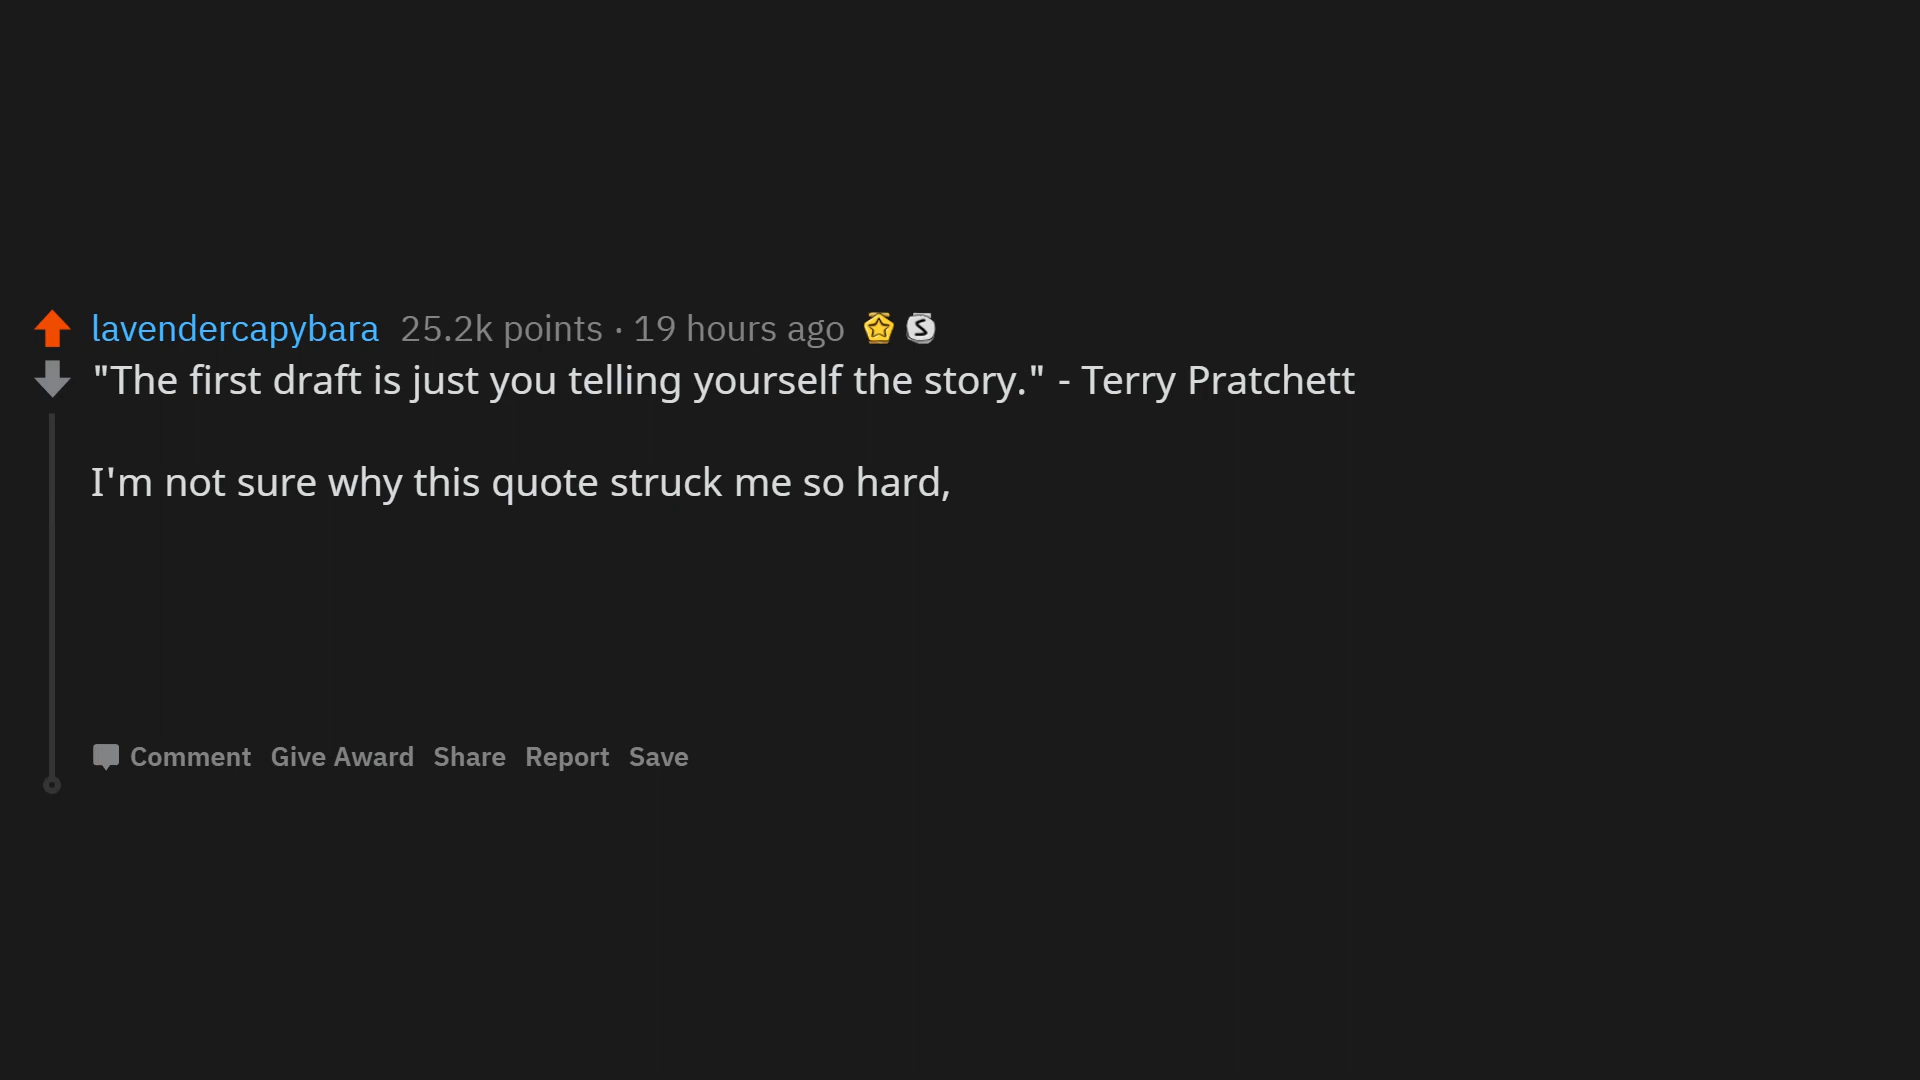 lavendercapybara 25.2k points · 19 hours ago
"The first draft is just you telling yourself the story." - Terry Pratchett
I'm not sure why this quote struck me so hard,
Comment Give Award Share Report Save